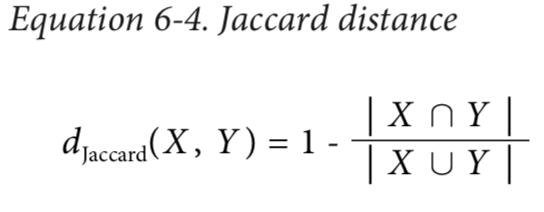 Equation 6-4. Jaccard distance
d_Jaccard(X, Y) = 1 - | X ∩ Y | / | X ∪ Y |